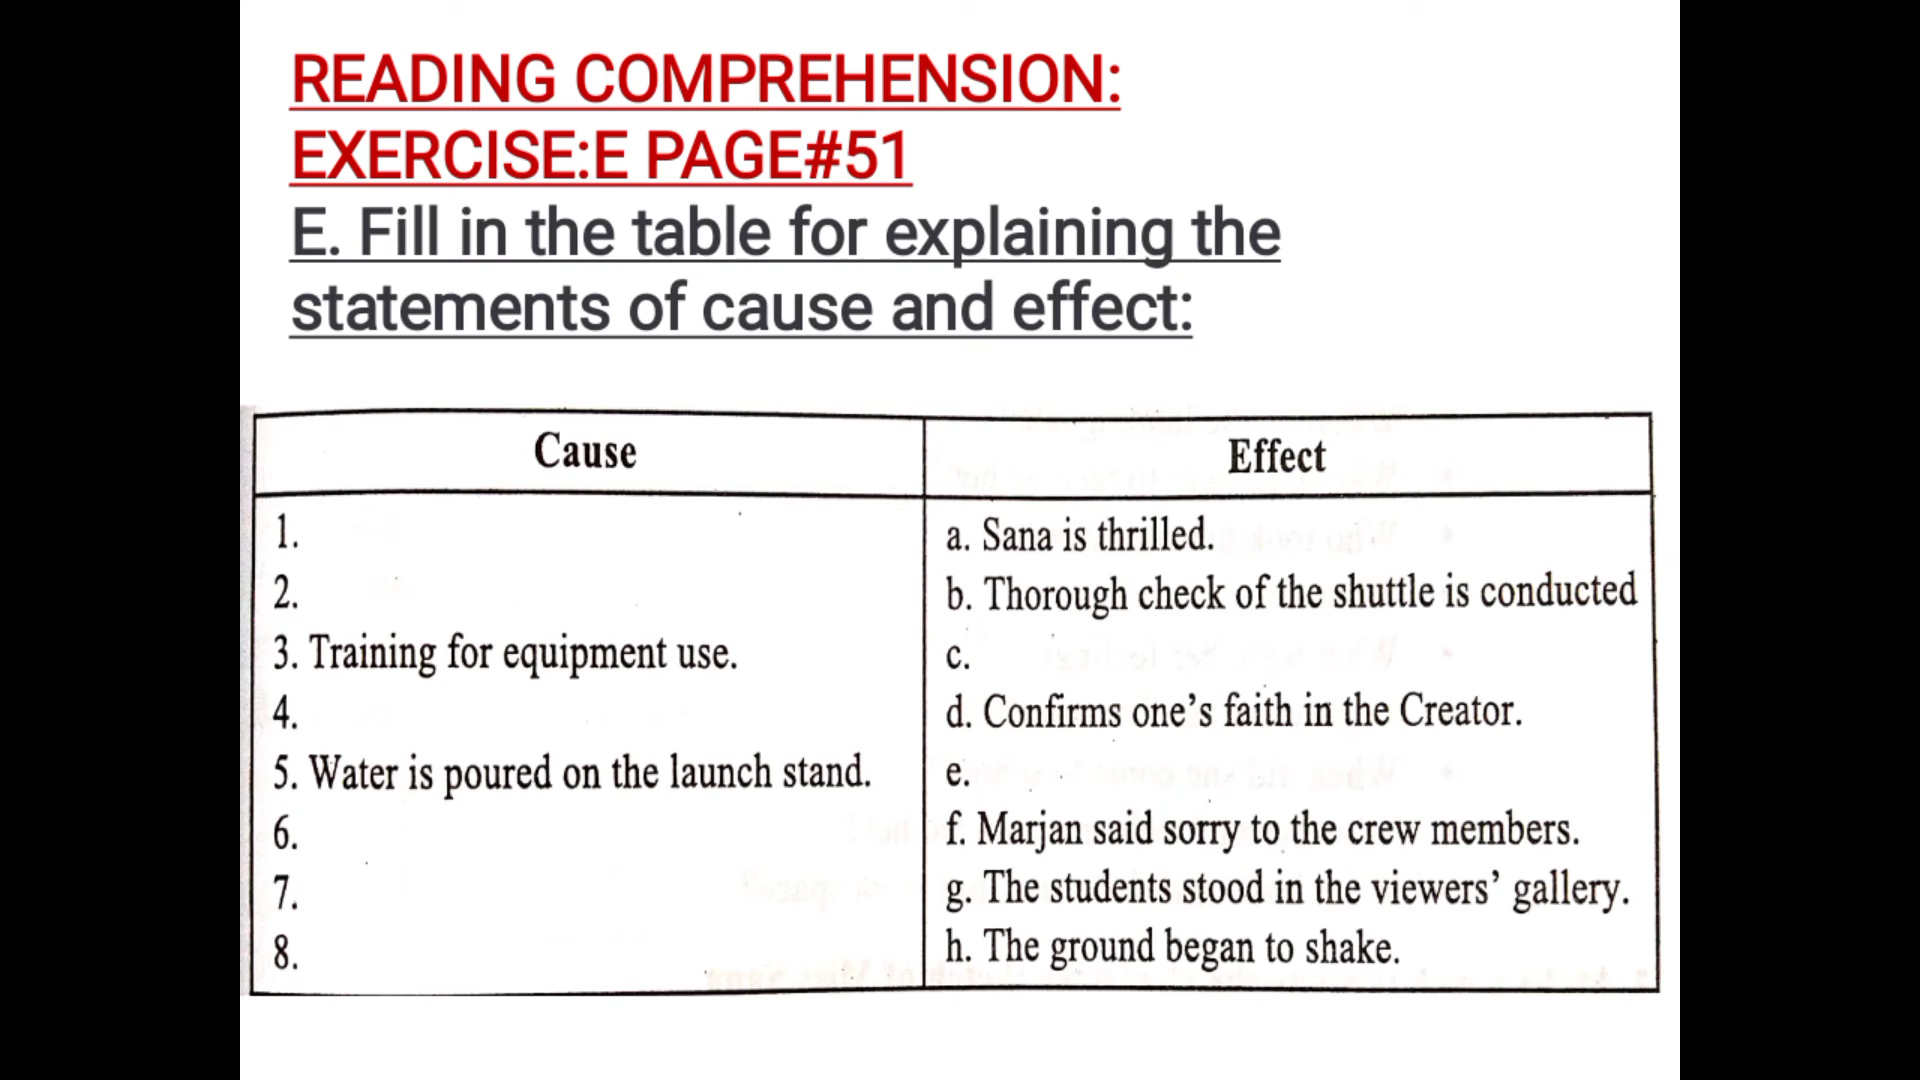 READING COMPREHENSION:
EXERCISE:E PAGE#51
E. Fill in the table for explaining the
statements of cause and effect:
Cause
Effect
1.
a. Sana is thrilled.
2.
b. Thorough check of the shuttle is conducted
3. Training for equipment use.
c.
4.
d. Confirms one's faith in the Creator.
5. Water is poured on the launch stand.
e.
6.
f. Marjan said sorry to the crew members.
7.
g. The students stood in the viewers' gallery.
8.
h. The ground began to shake.